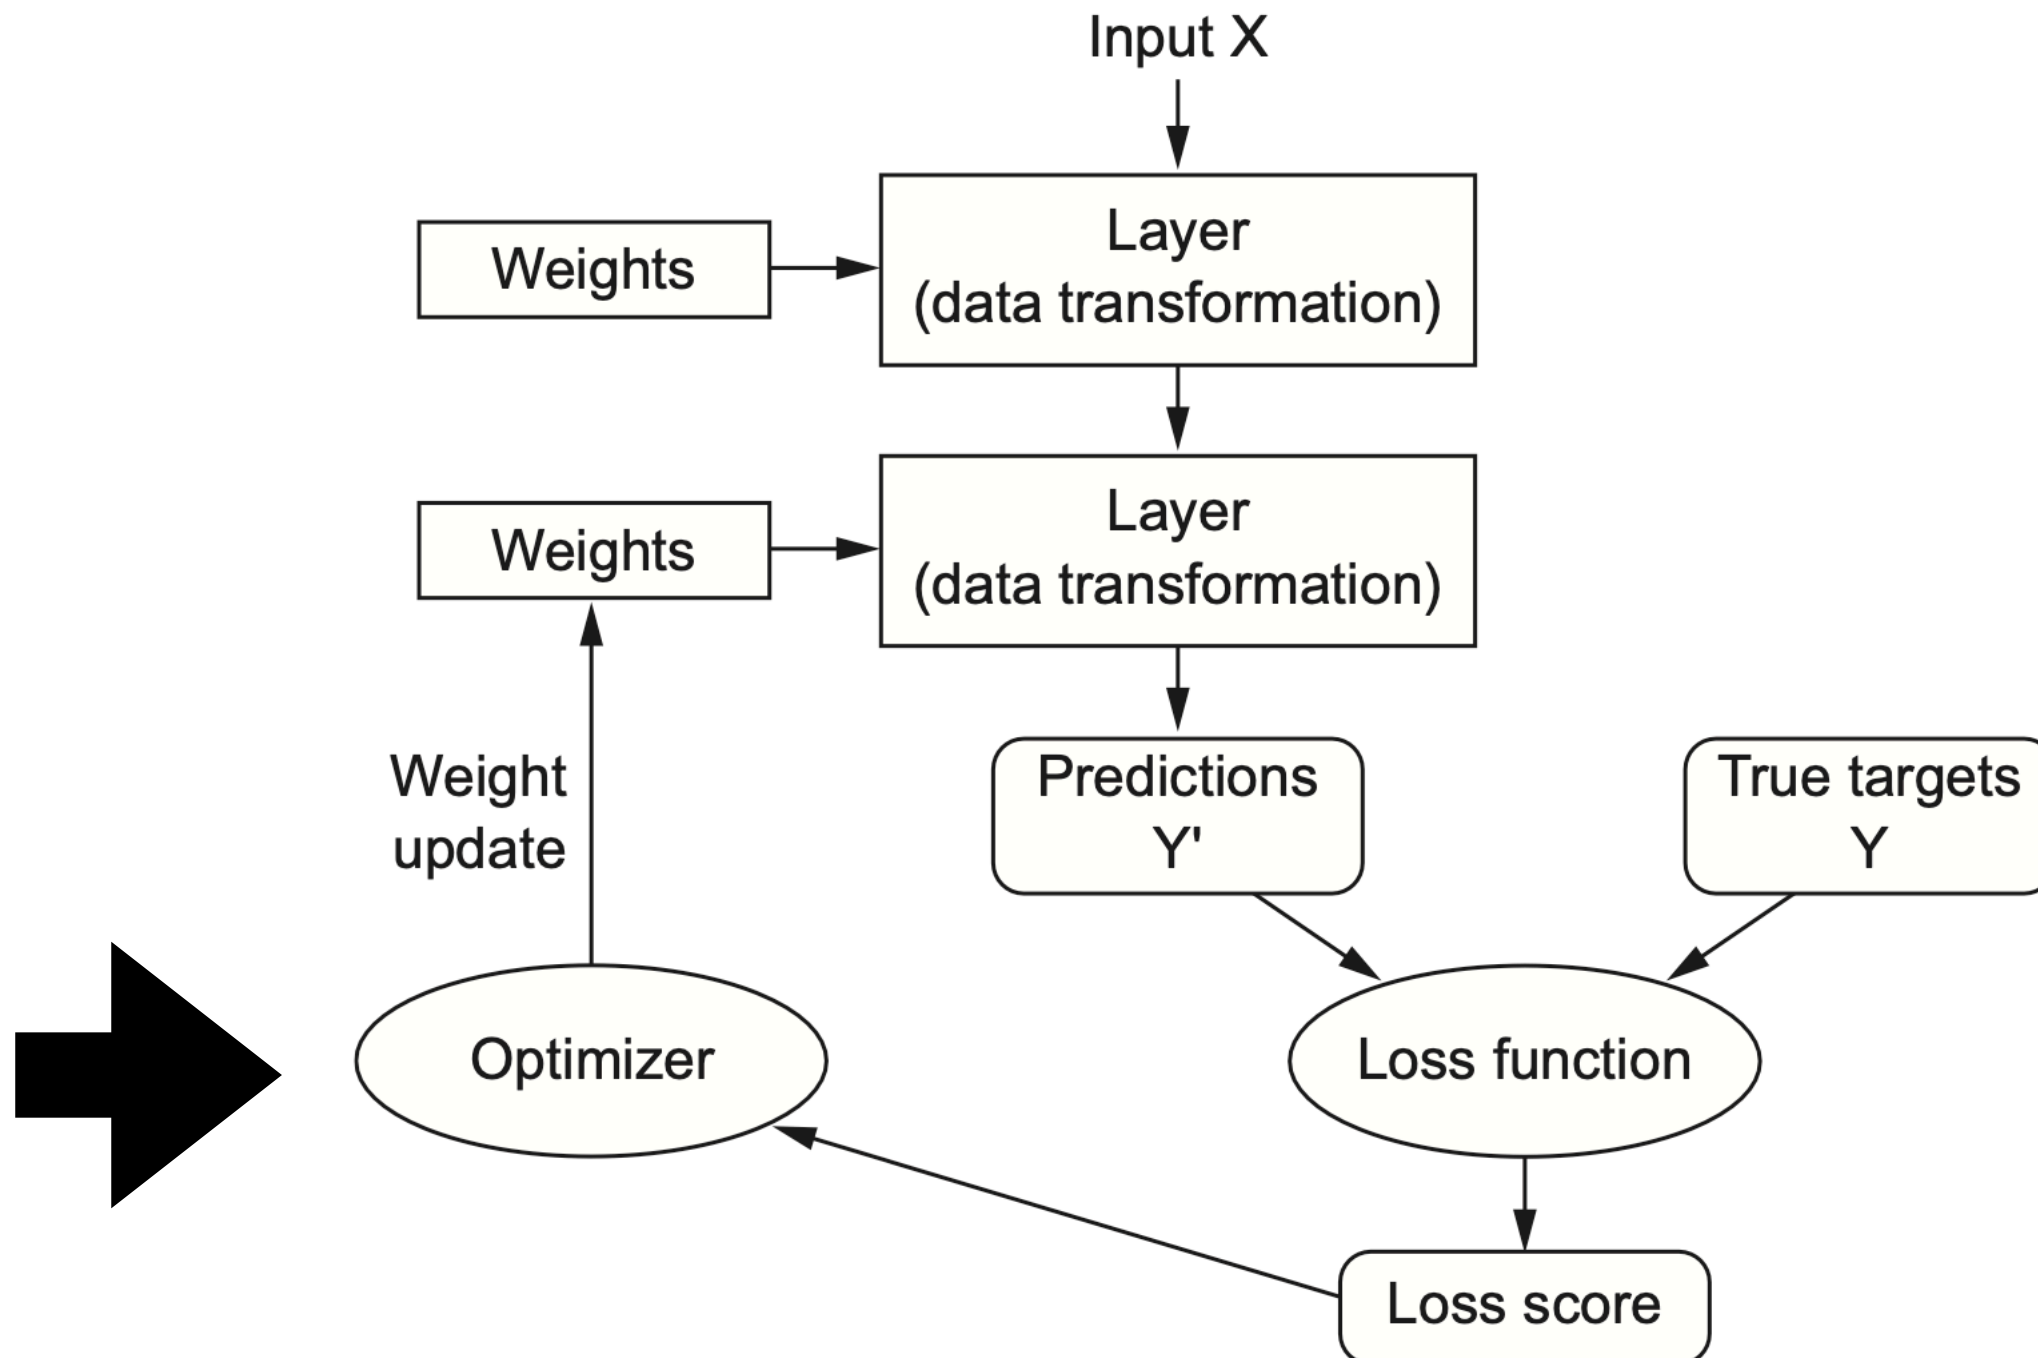 Input X
Weights
Layer
(data transformation)
Weights
Layer
(data transformation)
Weight
update
Predictions
Y'
True targets
Y
Optimizer
Loss function
Loss score